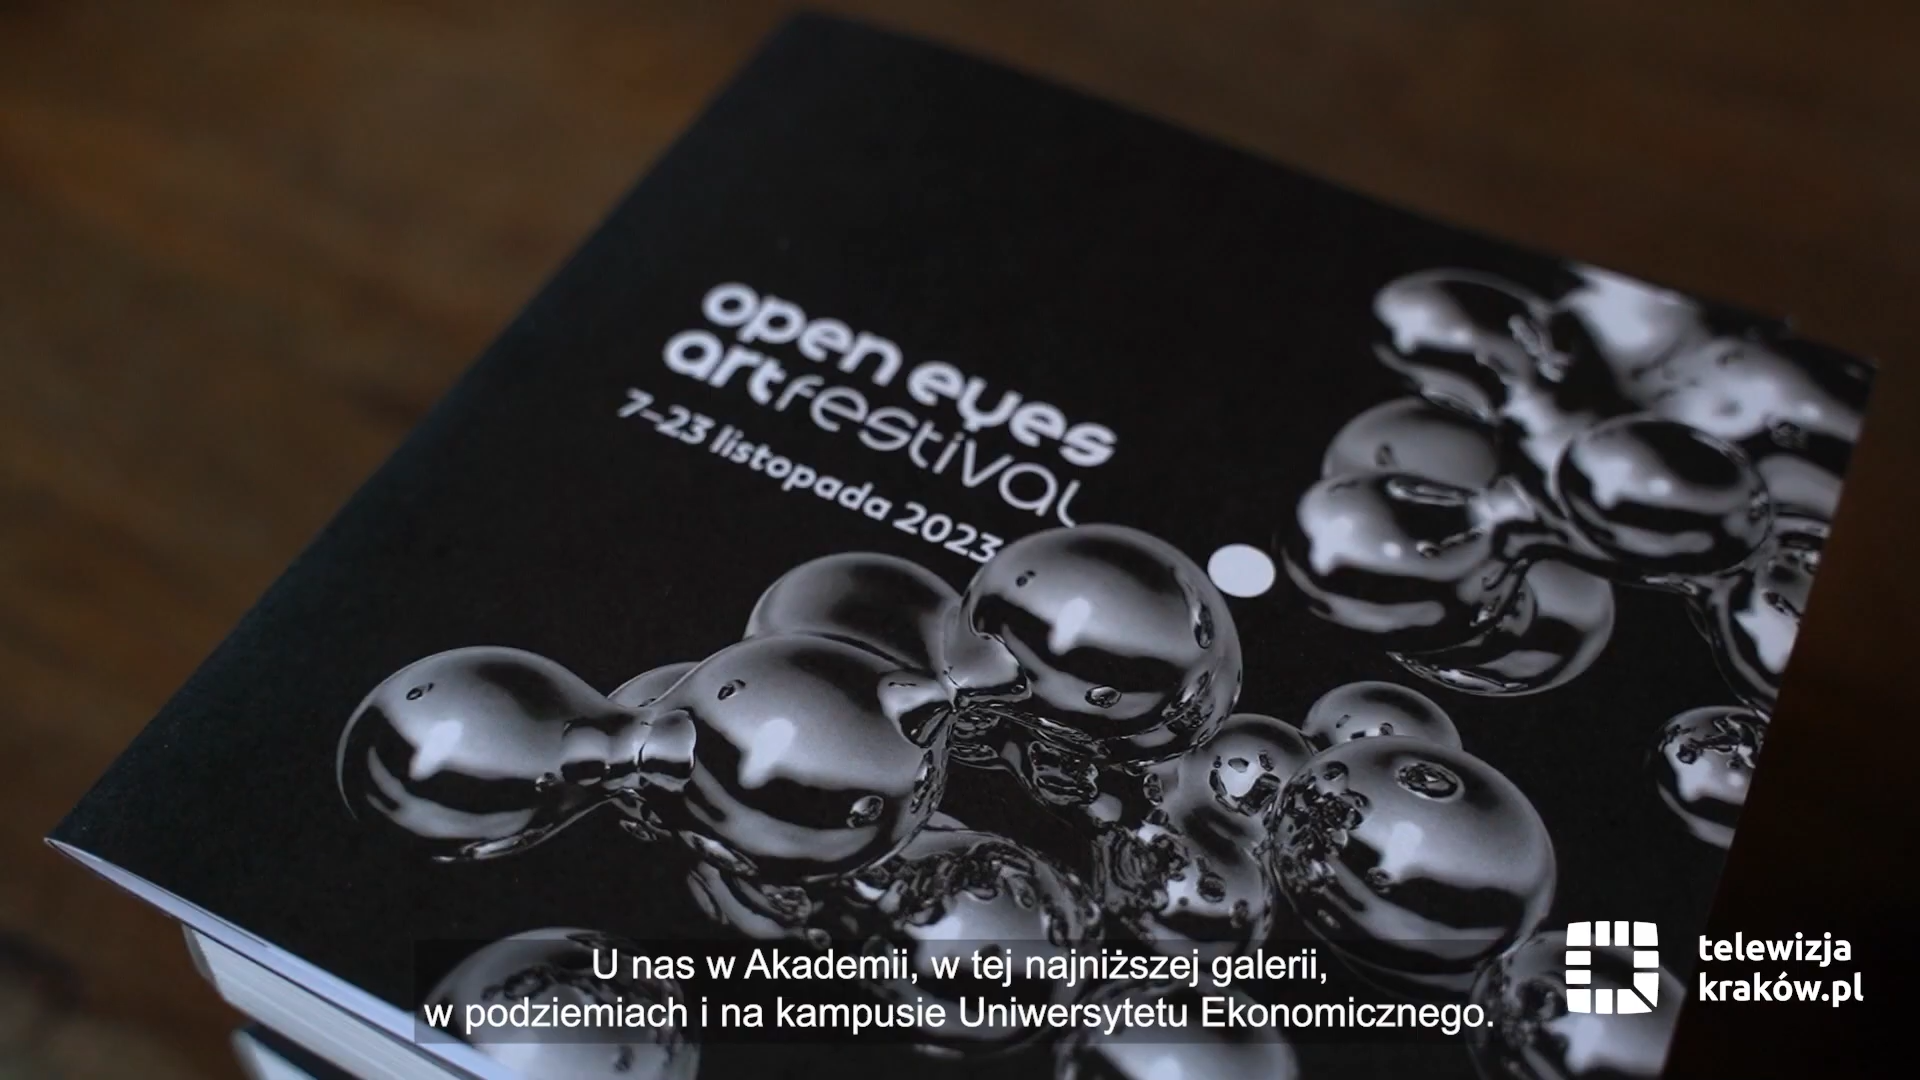 open eyes
artfestival
7–23 listopada 2023
U nas w Akademii, w tej najniższej galerii,
w podziemiach i na kampusie Uniwersytetu Ekonomicznego.
telewizja
kraków.pl